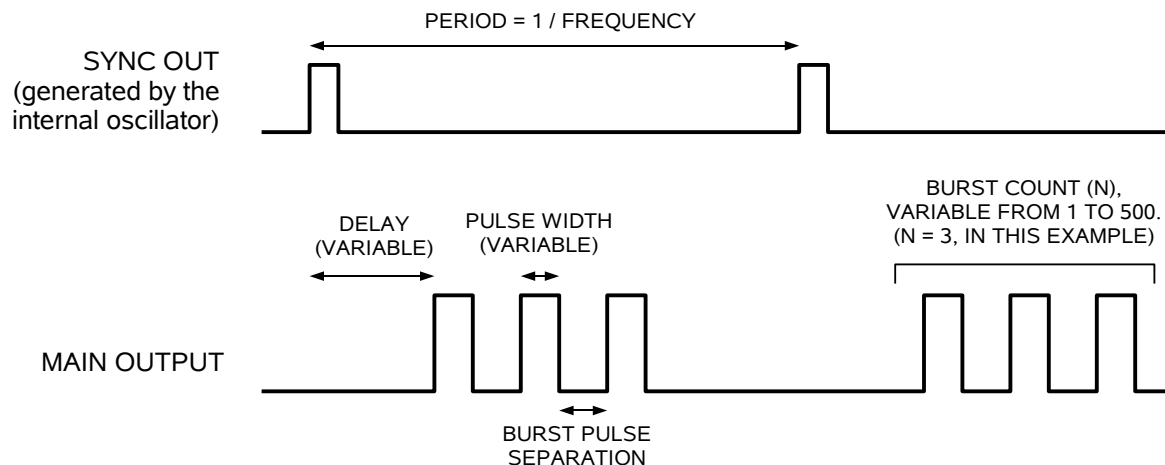 PERIOD = 1 / FREQUENCY
SYNC OUT
(generated by the
internal oscillator)
BURST COUNT (N),
VARIABLE FROM 1 TO 500.
(N = 3, IN THIS EXAMPLE)
DELAY
(VARIABLE)
PULSE WIDTH
(VARIABLE)
MAIN OUTPUT
BURST PULSE
SEPARATION